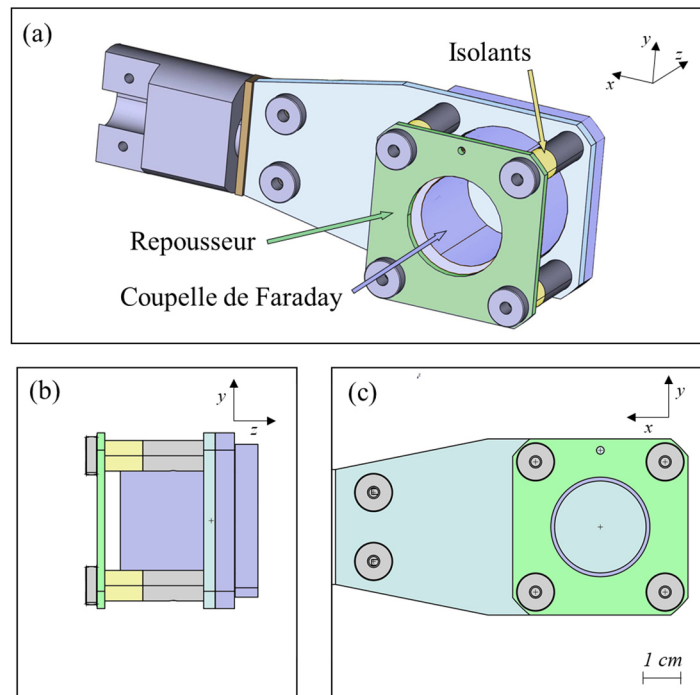 (a)
Isolants
y
z
x
Repousseur
Coupelle de Faraday
(b)
y
z
(c)
y
x
1 cm